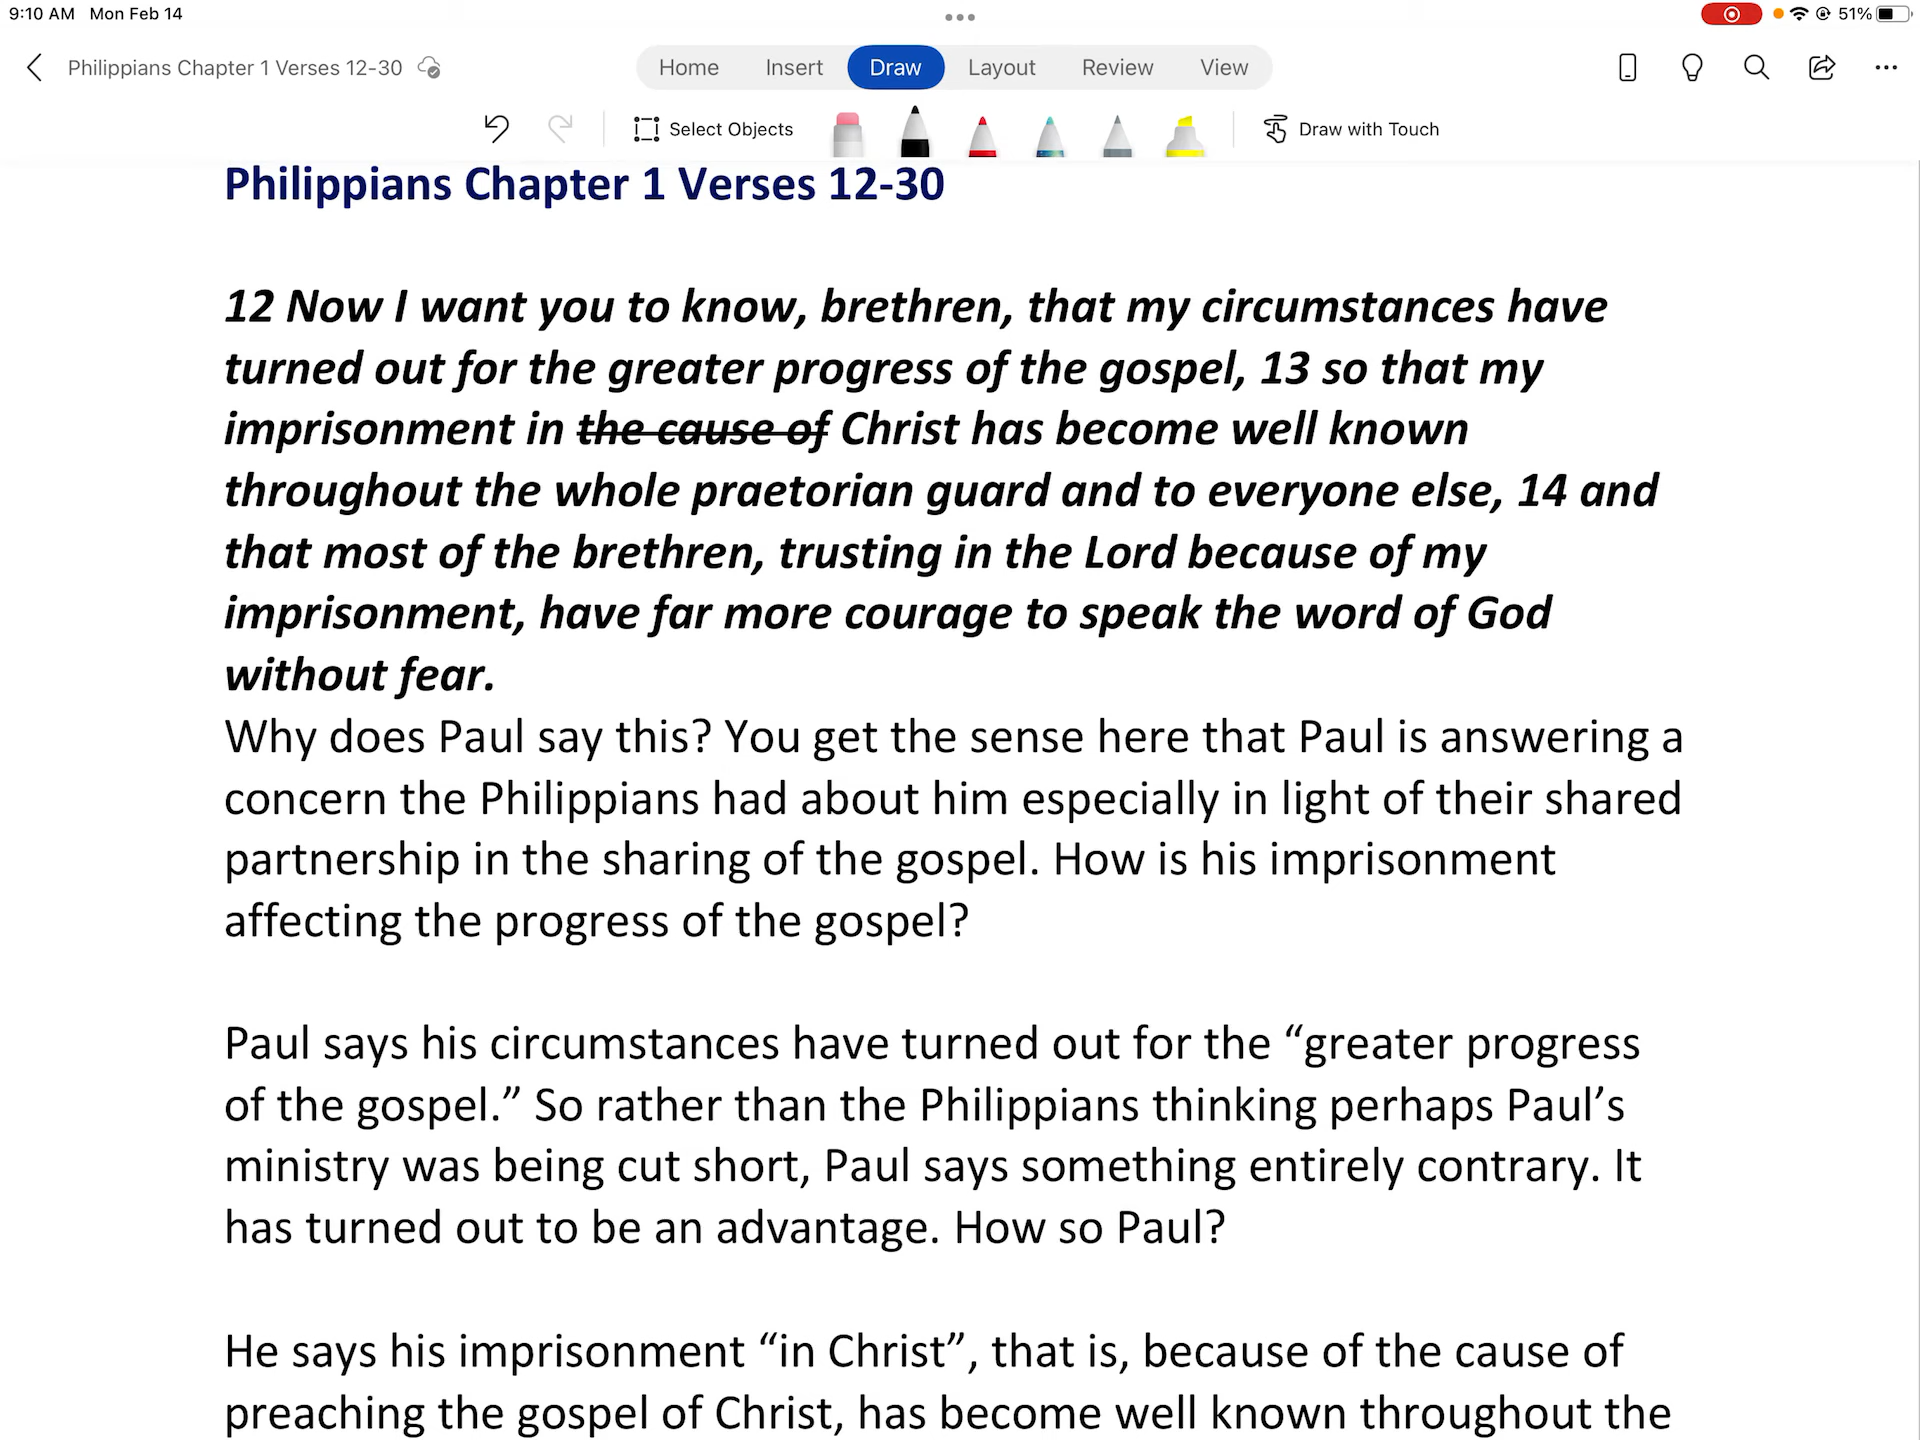 9:10 AM Mon Feb 14
51%
Philippians Chapter 1 Verses 12-30
Home Insert Draw Layout Review View
Select Objects
Draw with Touch
Philippians Chapter 1 Verses 12-30
12 Now I want you to know, brethren, that my circumstances have
turned out for the greater progress of the gospel, 13 so that my
imprisonment in the cause of Christ has become well known
throughout the whole praetorian guard and to everyone else, 14 and
that most of the brethren, trusting in the Lord because of my
imprisonment, have far more courage to speak the word of God
without fear.
Why does Paul say this? You get the sense here that Paul is answering a
concern the Philippians had about him especially in light of their shared
partnership in the sharing of the gospel. How is his imprisonment
affecting the progress of the gospel?
Paul says his circumstances have turned out for the “greater progress
of the gospel.” So rather than the Philippians thinking perhaps Paul’s
ministry was being cut short, Paul says something entirely contrary. It
has turned out to be an advantage. How so Paul?
He says his imprisonment “in Christ”, that is, because of the cause of
preaching the gospel of Christ, has become well known throughout the